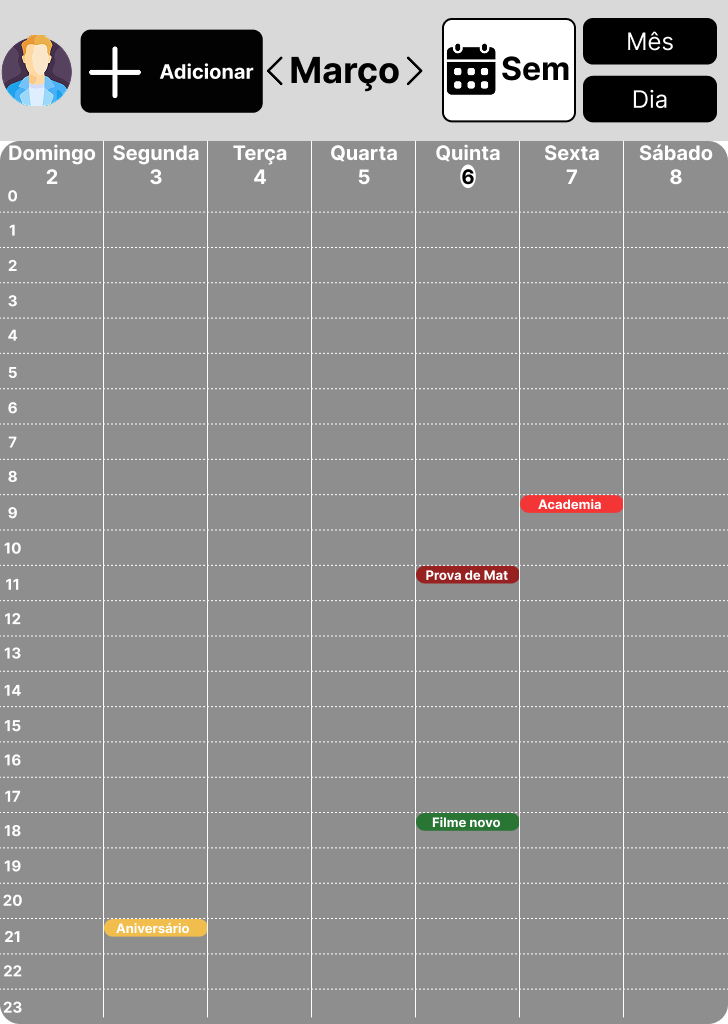 Adicionar
Março
Sem
Mês
Dia
Domingo Segunda Terça Quarta Quinta Sexta Sábado
2 3 4 5 6 7 8
0
1
2
3
4
5
6
7
8
Academia
9
10
Prova de Mat
11
12
13
14
15
16
17
Filme novo
18
19
20
Aniversário
21
22
23